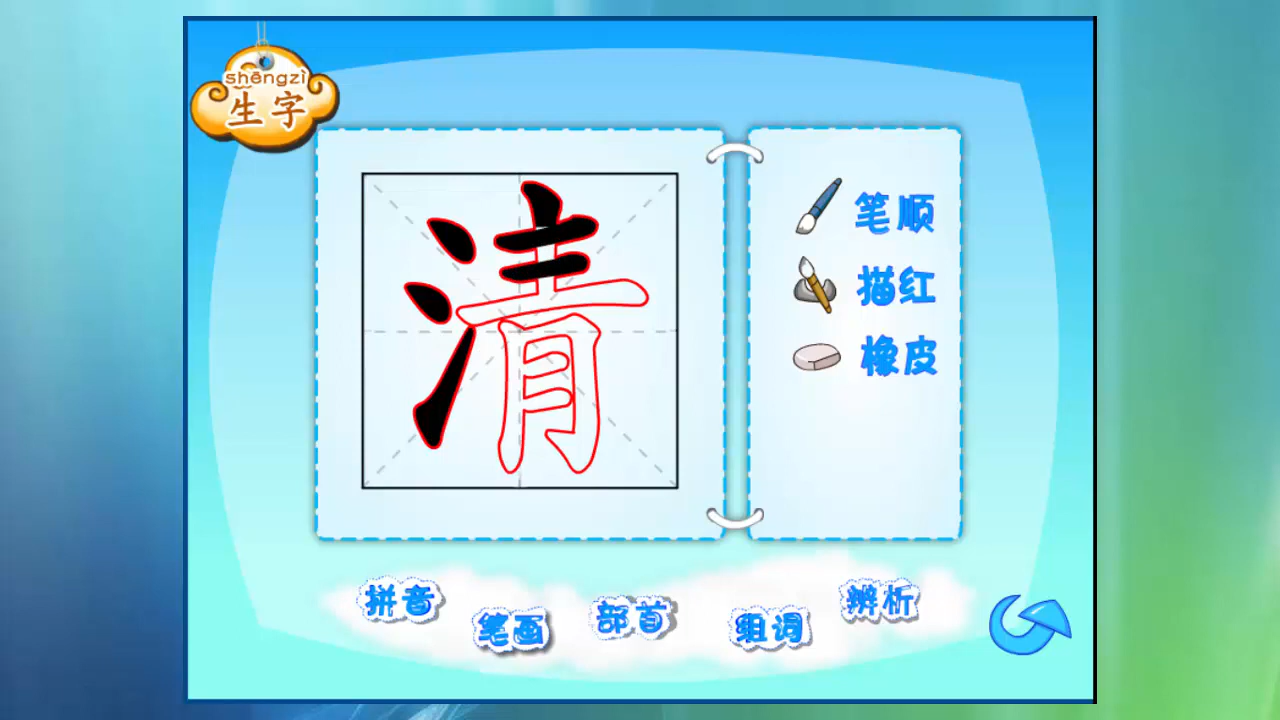 shēngzì
生字
清
笔顺
描红
橡皮
拼音
笔画
部首
组词
辨析